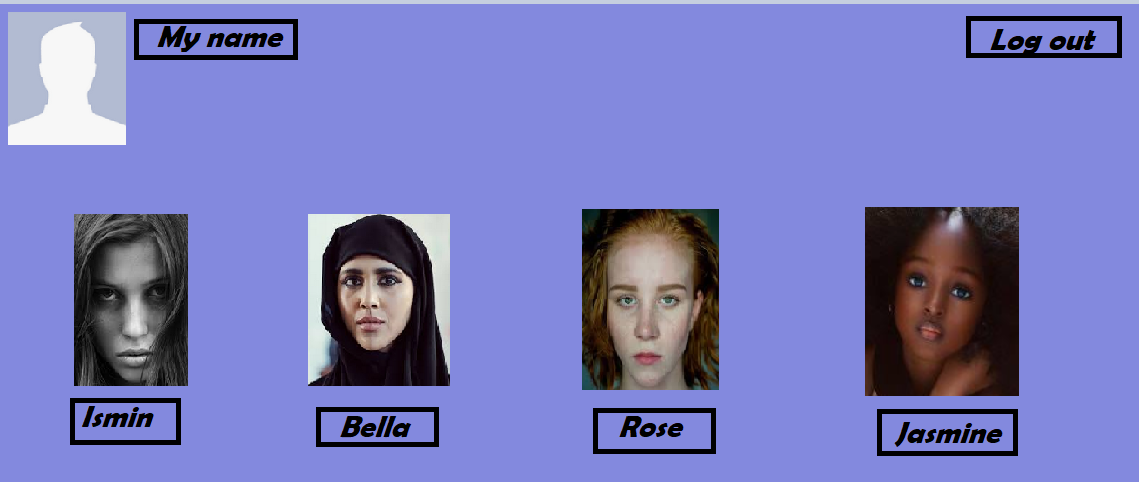 My name
Log out
Ismin
Bella
Rose
Jasmine